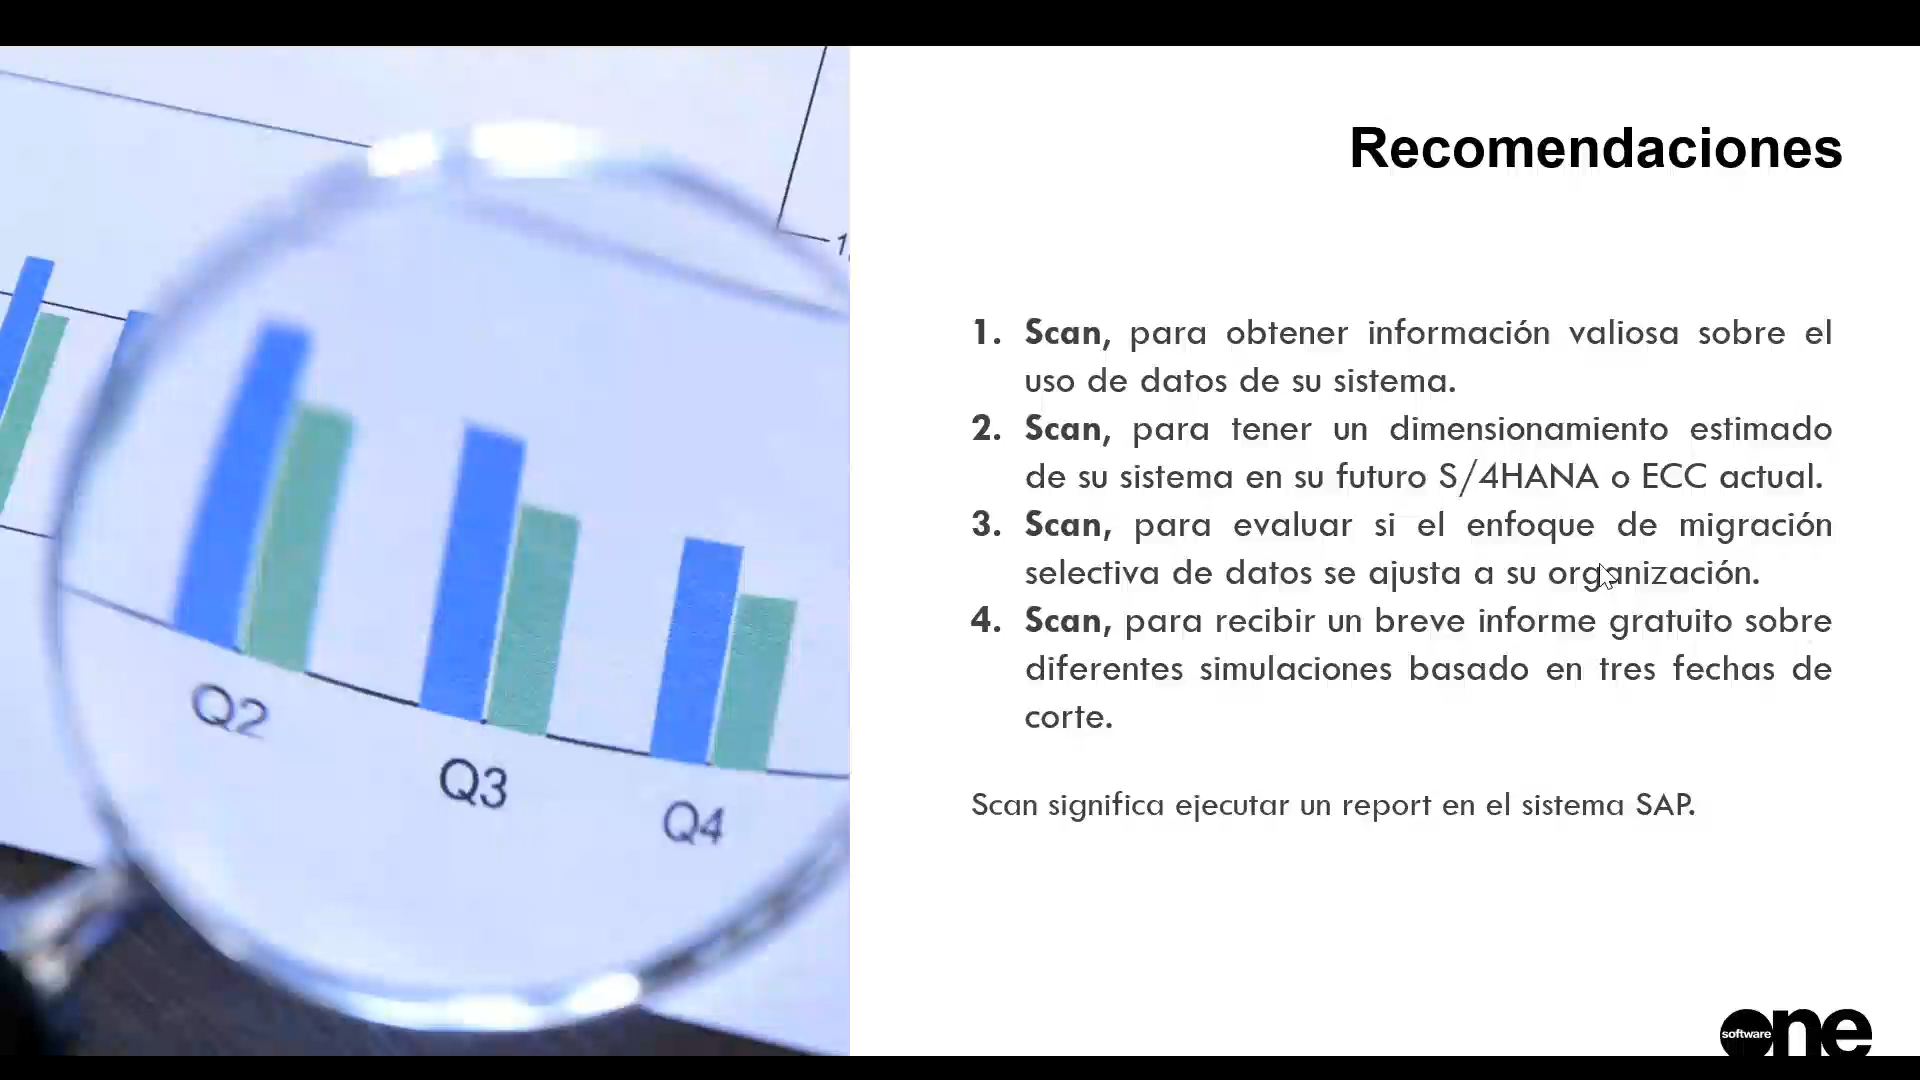 Recomendaciones
1. Scan, para obtener información valiosa sobre el
uso de datos de su sistema.
2. Scan, para tener un dimensionamiento estimado
de su sistema en su futuro S/4HANA o ECC actual.
3. Scan, para evaluar si el enfoque de migración
selectiva de datos se ajusta a su organización.
4. Scan, para recibir un breve informe gratuito sobre
diferentes simulaciones basado en tres fechas de
corte.
Scan significa ejecutar un report en el sistema SAP.
Q2
Q3
Q4
software one